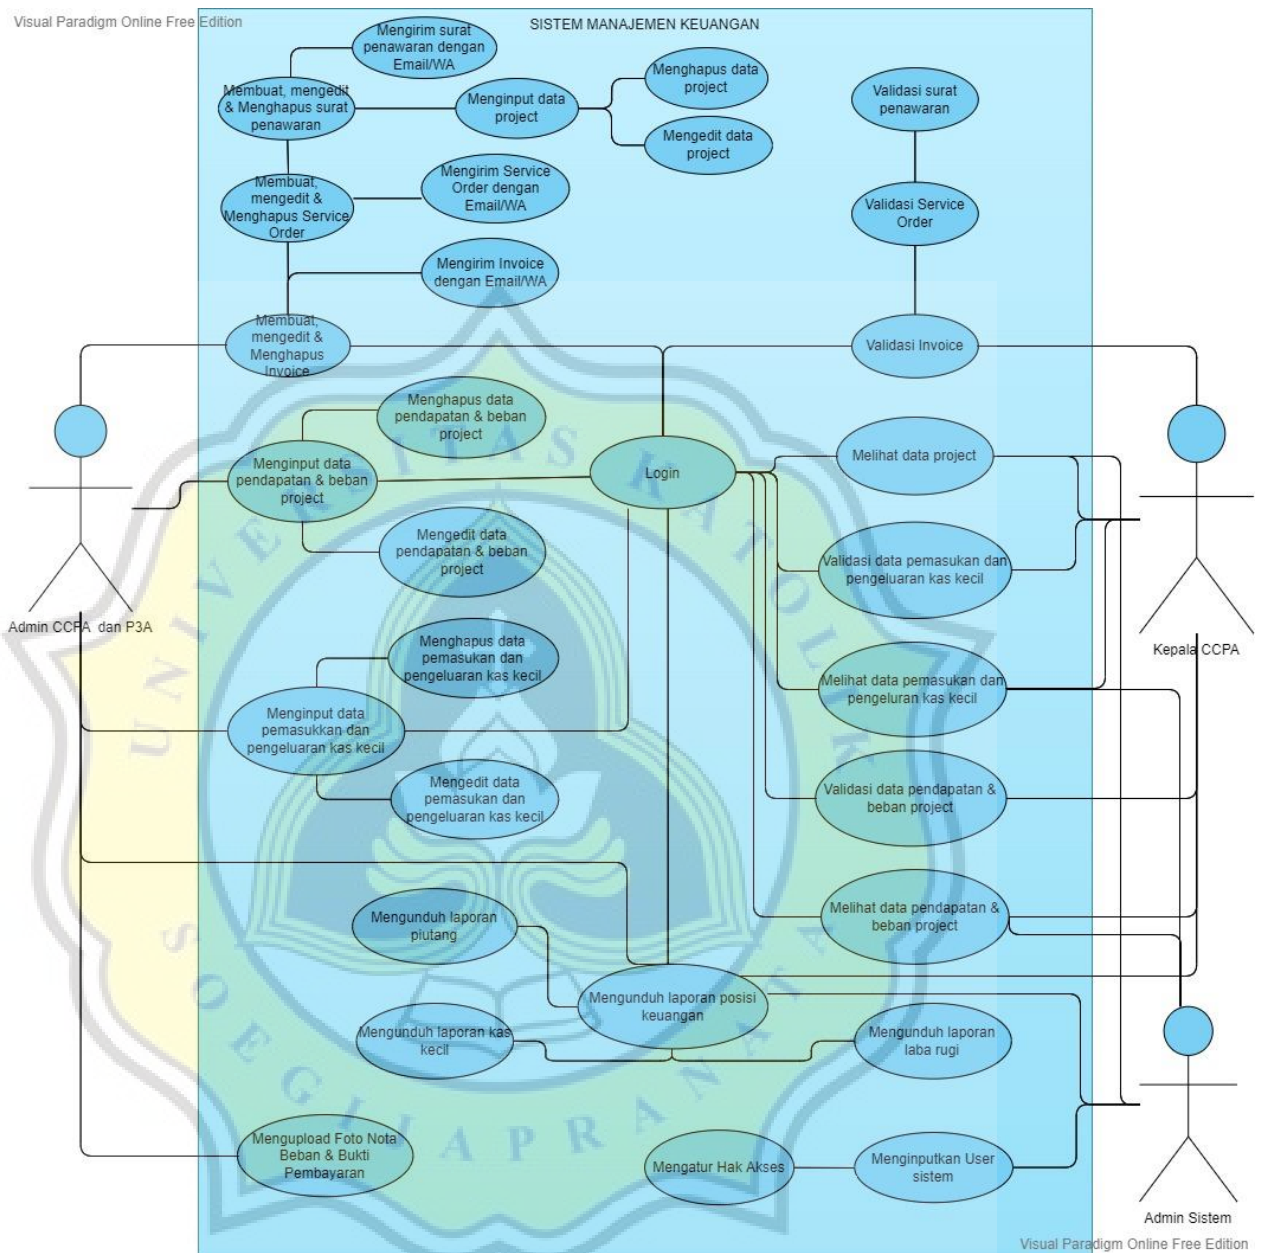 Visual Paradigm Online Free Edition
SISTEM MANAJEMEN KEUANGAN
Mengirim surat
penawaran dengan
Email/WA
Membuat, mengedit
& Menghapus surat
penawaran
Menginput data
project
Menghapus data
project
Mengedit data
project
Validasi surat
penawaran
Membuat,
mengedit &
Menghapus Service
Order
Mengirim Service
Order dengan
Email/WA
Validasi Service
Order
Mengirim Invoice
dengan Email/WA
Membuat,
mengedit &
Menghapus
Invoice
Validasi Invoice
Menghapus data
pendapatan & beban
project
Menginput data
pendapatan & beban
project
Login
Melihat data project
Mengedit data
pendapatan & beban
project
Validasi data pemasukan dan
pengeluaran kas kecil
Admin CCPA dan P3A
Kepala CCPA
Menghapus data
pemasukan dan
pengeluaran kas kecil
Melihat data pemasukan dan
pengeluran kas kecil
Menginput data
pemasukkan dan
pengeluaran kas kecil
Mengedit data
pemasukan dan
pengeluaran kas kecil
Validasi data pendapatan &
beban project
Mengunduh laporan
piutang
Melihat data pendapatan &
beban project
Mengunduh laporan posisi
keuangan
Mengunduh laporan kas
kecil
Mengunduh laporan
laba rugi
Mengupload Foto Nota
Beban & Bukti
Pembayaran
Mengatur Hak Akses
Menginputkan User
sistem
Admin Sistem
UNIVERSITAS KATOLIK
SOEGIJAPRANATA
Visual Paradigm Online Free Edition